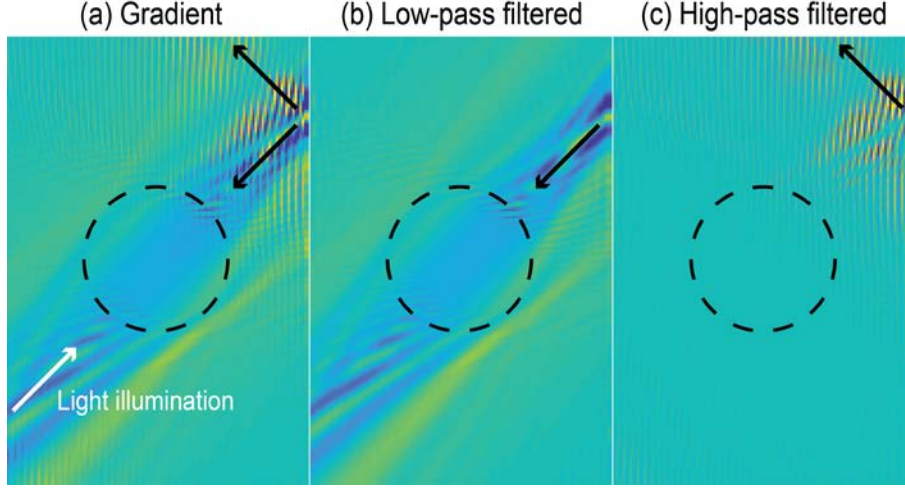 (a) Gradient
(b) Low-pass filtered
(c) High-pass filtered
Light illumination